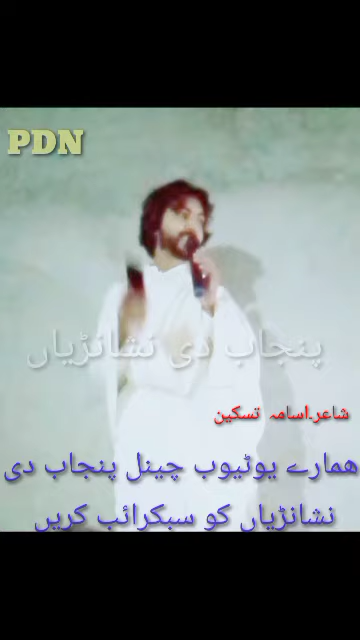 PDN
پنجاب دی نشانڑیاں
شاعر۔اسامہ تسکین
ھمارے یوٹیوب چینل پنجاب دی
نشانڑیاں کو سبکرائب کریں